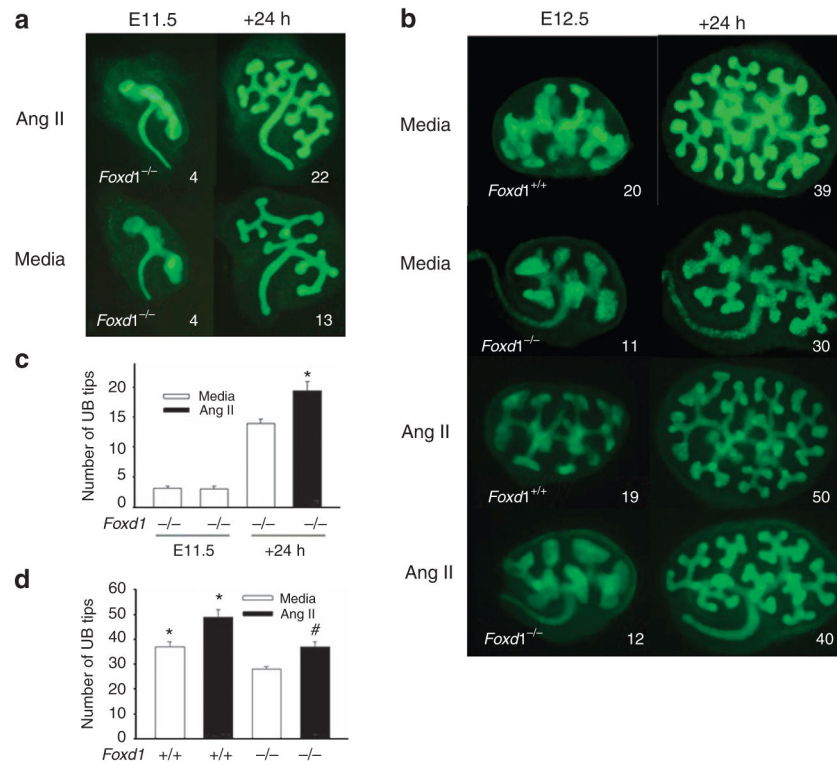 a
E11.5 +24 h
Ang II
Foxd1−/− 4 22
Media
Foxd1−/− 4 13
b
E12.5 +24 h
Media
Foxd1+/+ 20 39
Media
Foxd1−/− 11 30
Ang II
Foxd1+/+ 19 50
Ang II
Foxd1−/− 12 40
c
Number of UB tips
20
15
10
5
0
Media
Ang II
*
Foxd1 −/− −/− −/− −/−
E11.5 +24 h
d
Number of UB tips
60
50
40
30
20
10
0
Media
Ang II
* * #
Foxd1 +/+ +/+ −/− −/−